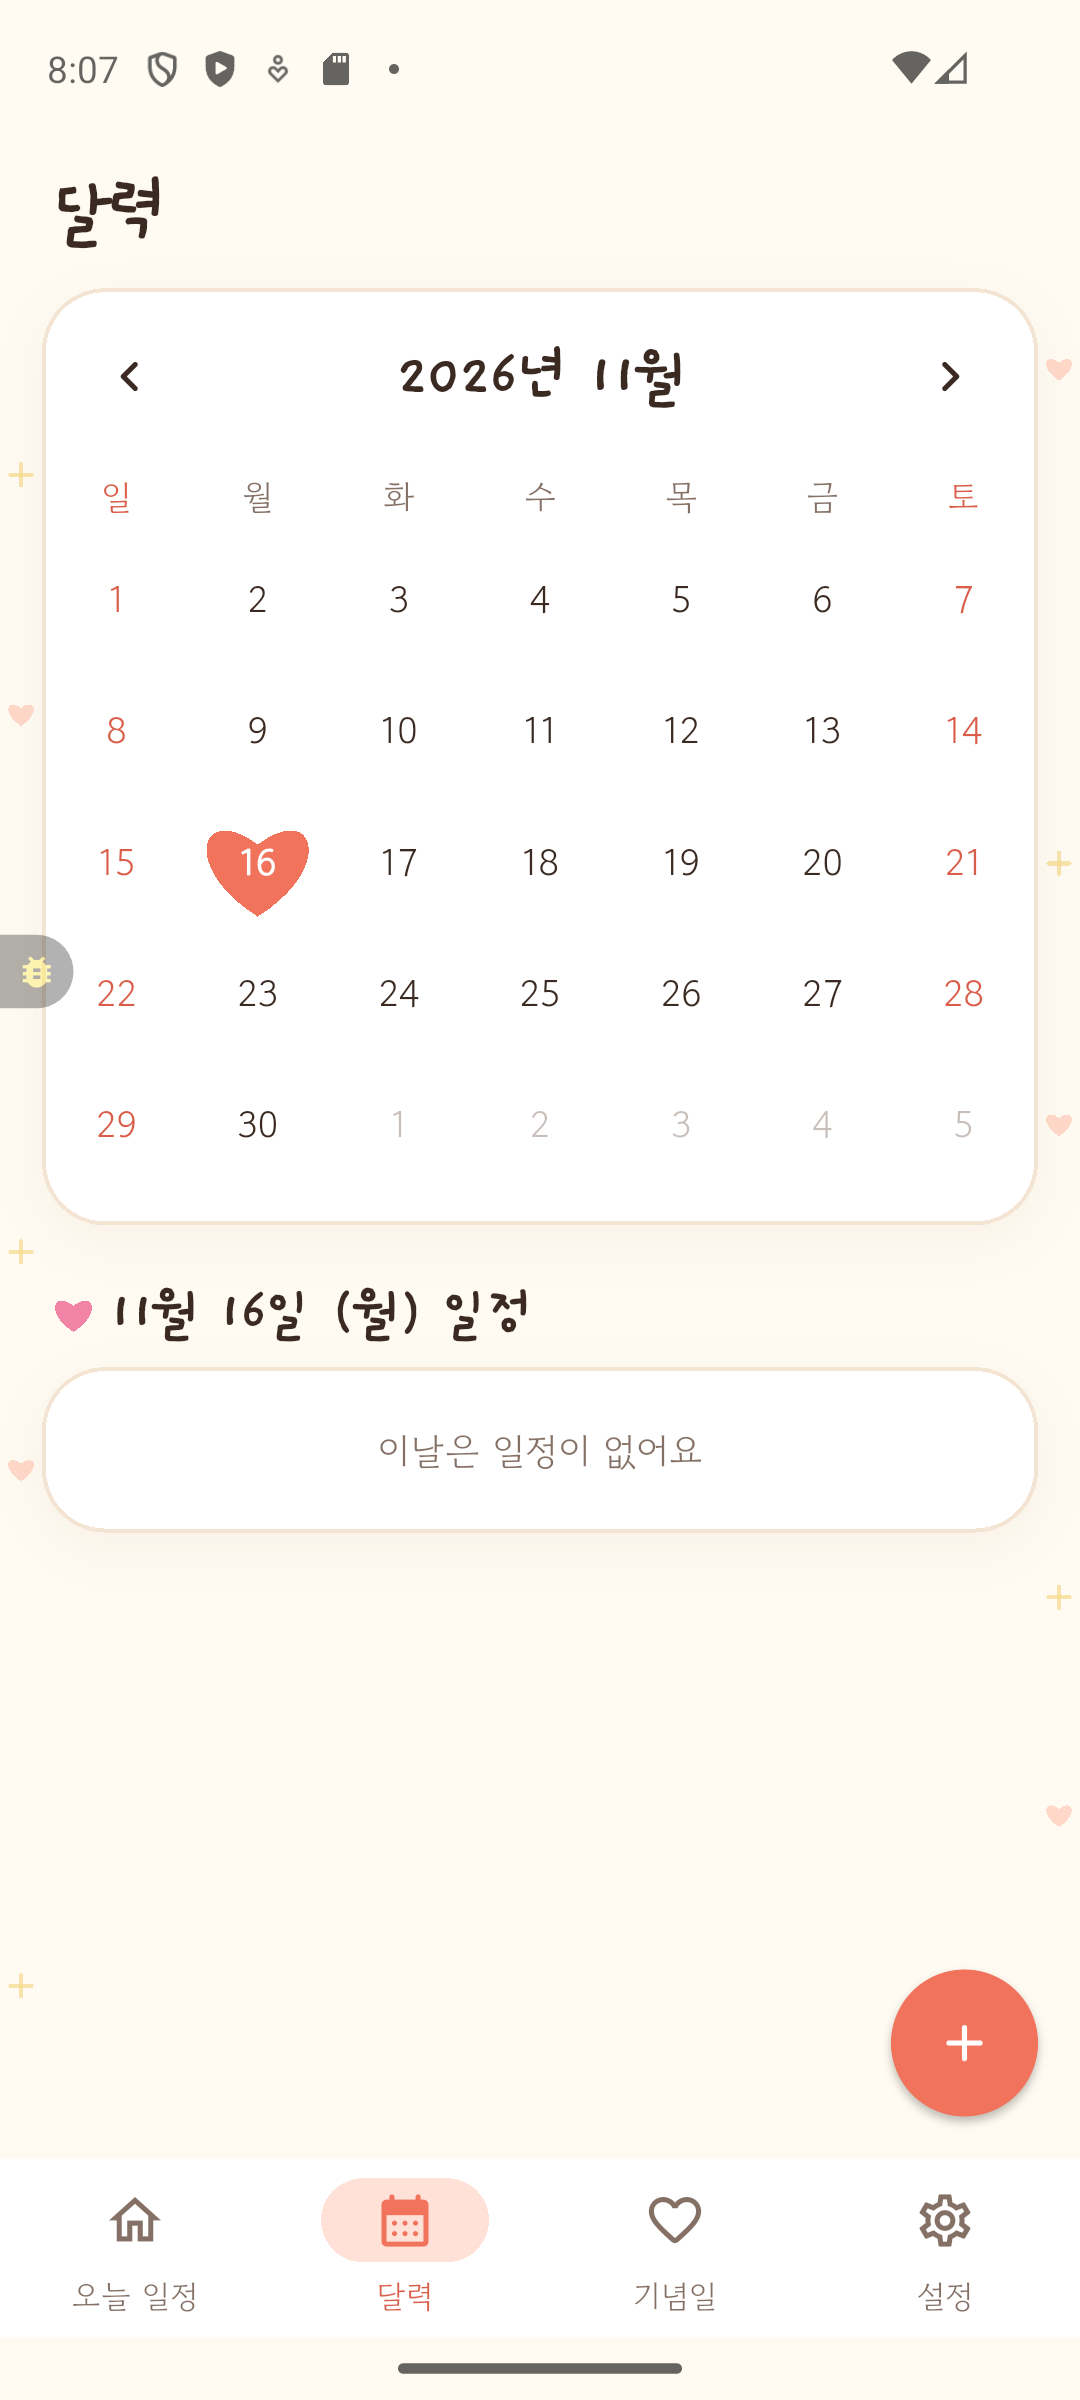 8:07
달력
2026년 11월
일 월 화 수 목 금 토
1 2 3 4 5 6 7
8 9 10 11 12 13 14
15 16 17 18 19 20 21
22 23 24 25 26 27 28
29 30 1 2 3 4 5
11월 16일 (월) 일정
이날은 일정이 없어요
오늘 일정 달력 기념일 설정